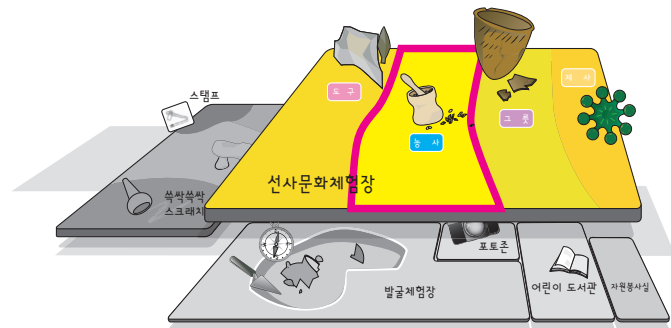 스탬프
도구
제사
그릇
농사
선사문화체험장
쓱싹쓱싹
스크래치
포토존
발굴체험장
어린이 도서관
자원봉사실